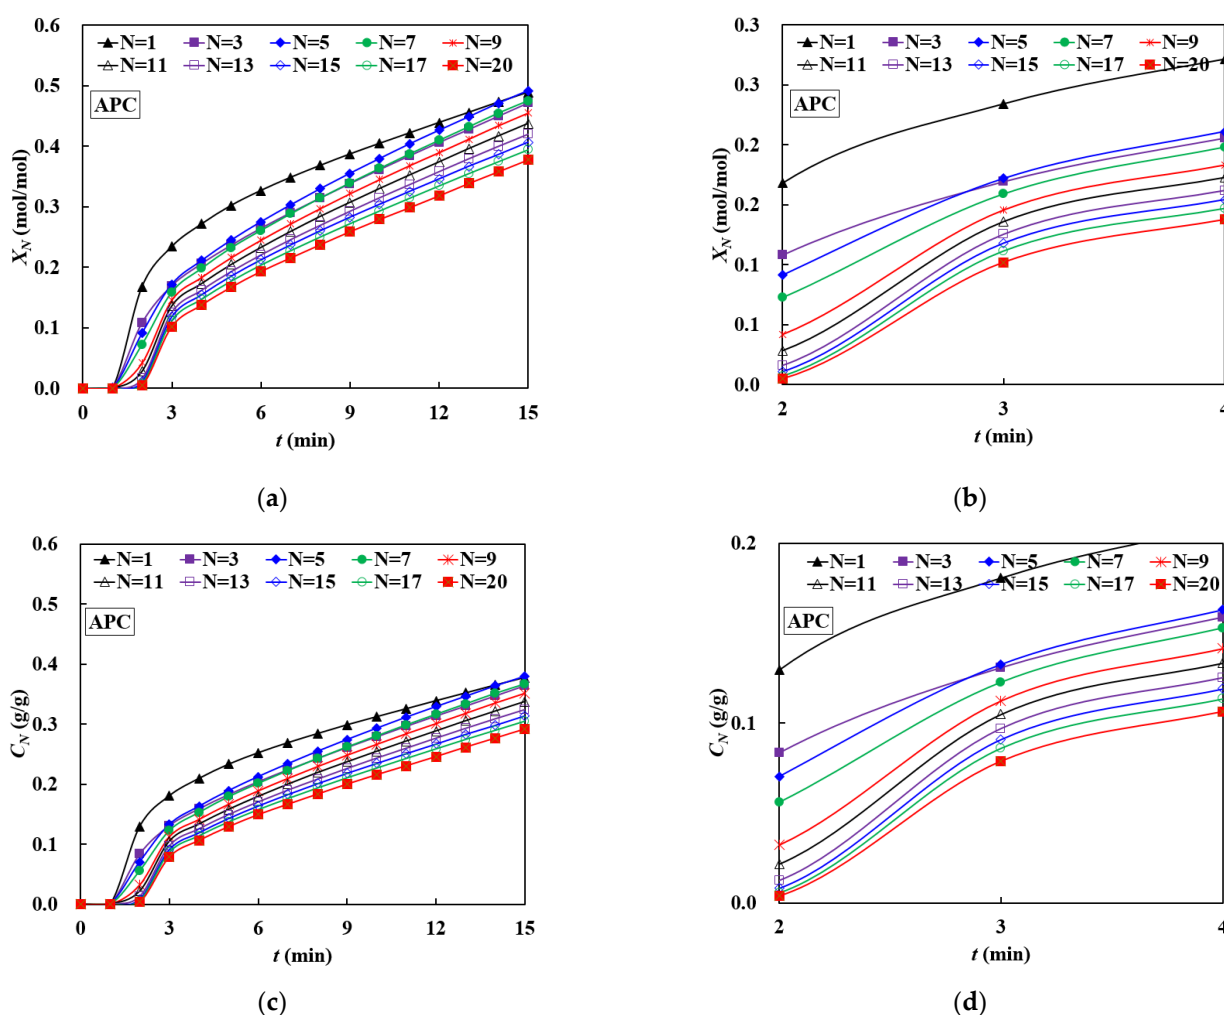 0.6
0.5
0.4
0.3
0.2
0.1
0.0
X_N (mol/mol)
N=1 N=3 N=5 N=7 N=9
N=11 N=13 N=15 N=17 N=20
APC
0 3 6 9 12 15
t (min)
(a)
0.3
0.3
0.2
0.2
0.1
0.1
0.0
X_N (mol/mol)
N=1 N=3 N=5 N=7 N=9
N=11 N=13 N=15 N=17 N=20
APC
2 3 4
t (min)
(b)
0.6
0.5
0.4
0.3
0.2
0.1
0.0
C_N (g/g)
N=1 N=3 N=5 N=7 N=9
N=11 N=13 N=15 N=17 N=20
APC
0 3 6 9 12 15
t (min)
(c)
0.2
0.1
0.0
C_N (g/g)
N=1 N=3 N=5 N=7 N=9
N=11 N=13 N=15 N=17 N=20
APC
2 3 4
t (min)
(d)